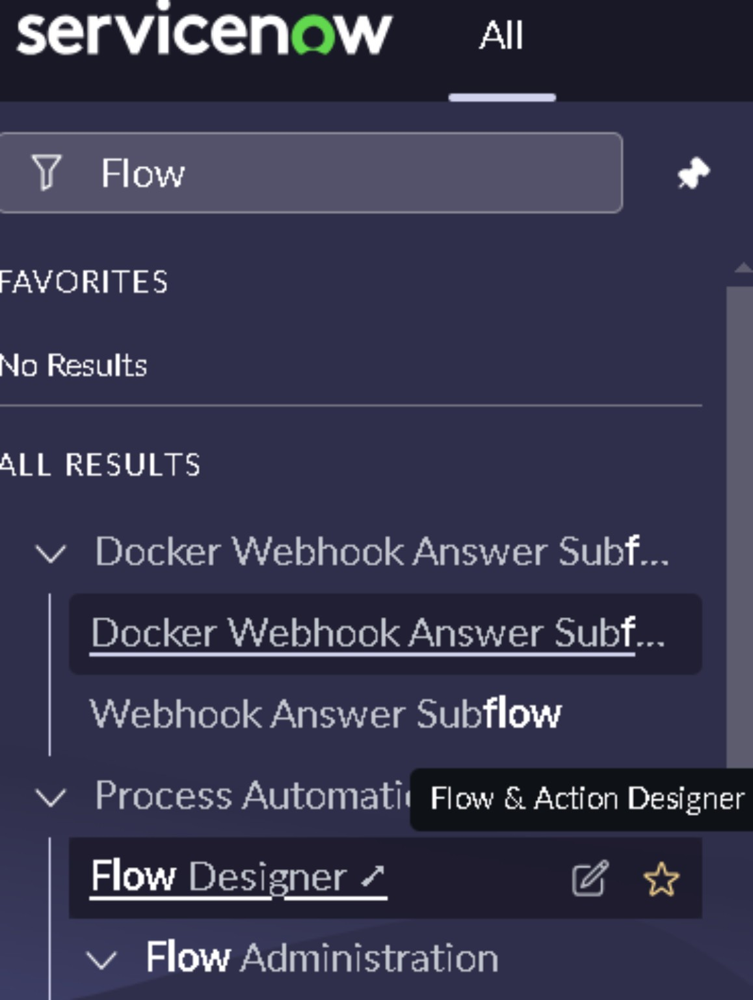 servicenow
All
Flow
FAVORITES
No Results
ALL RESULTS
Docker Webhook Answer Subf...
Docker Webhook Answer Subf...
Webhook Answer Subflow
Process Automati
Flow & Action Designer
Flow Designer ➚
Flow Administration